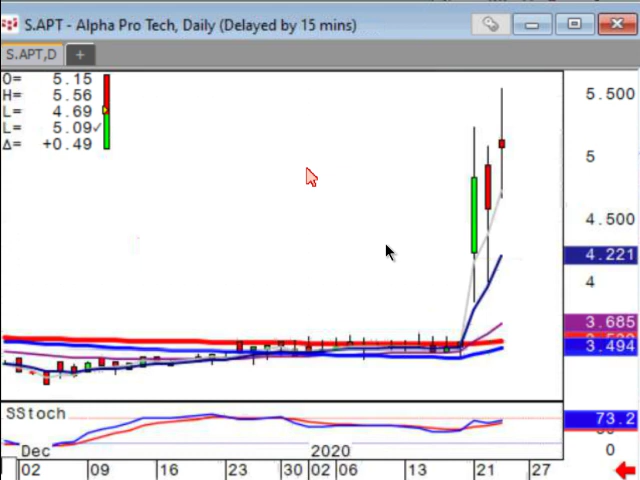 S.APT - Alpha Pro Tech, Daily (Delayed by 15 mins)
S.APT,D +
O= 5.15
H= 5.56
L= 4.69
L= 5.09✓
Δ= +0.49
5.500
5
4.500
4.221
4
3.685
3.494
SStoch
73.2
0
Dec 2020
02 09 16 23 30 02 06 13 21 27